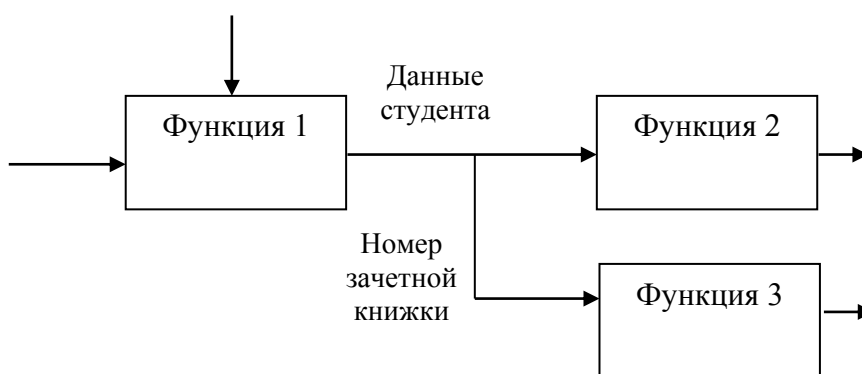 Данные
студента
Функция 1
Функция 2
Номер
зачетной
книжки
Функция 3